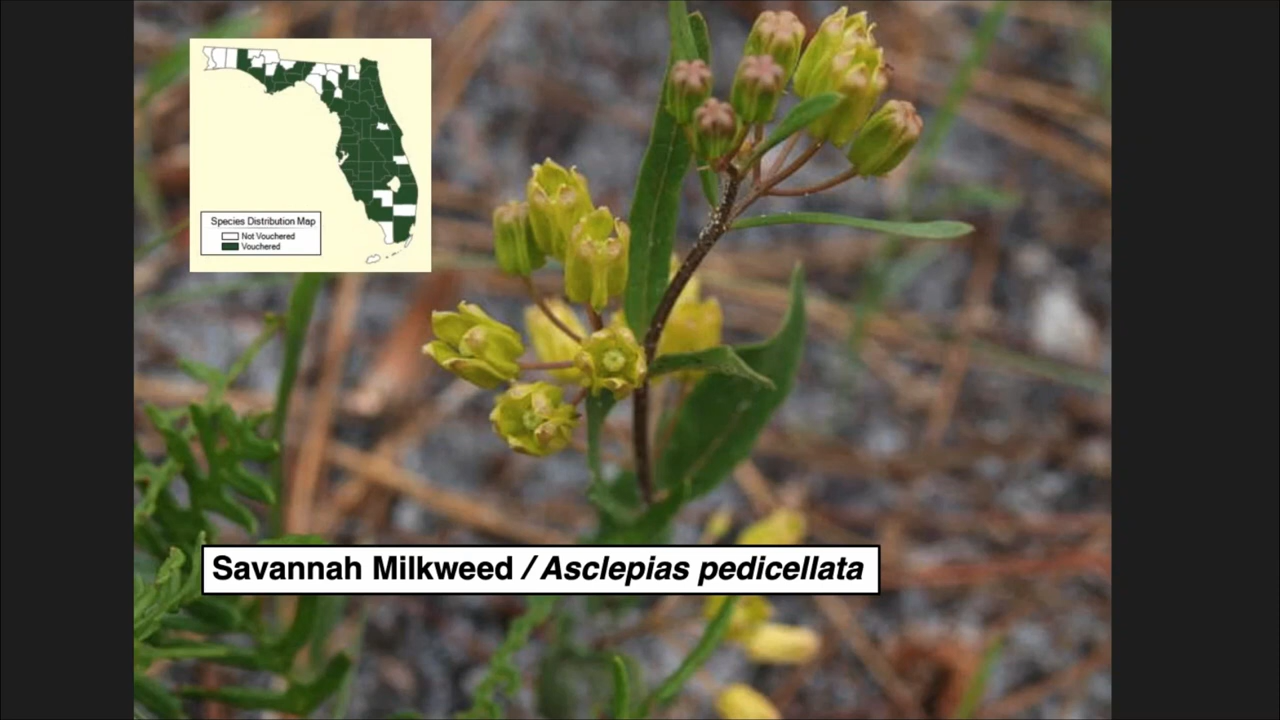 Species Distribution Map
Not Vouchered
Vouchered
Savannah Milkweed / Asclepias pedicellata